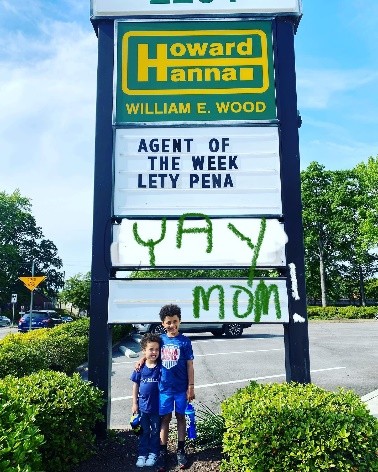 Howard
Hanna
WILLIAM E. WOOD
AGENT OF
THE WEEK
LETY PENA
YAY
MOM!